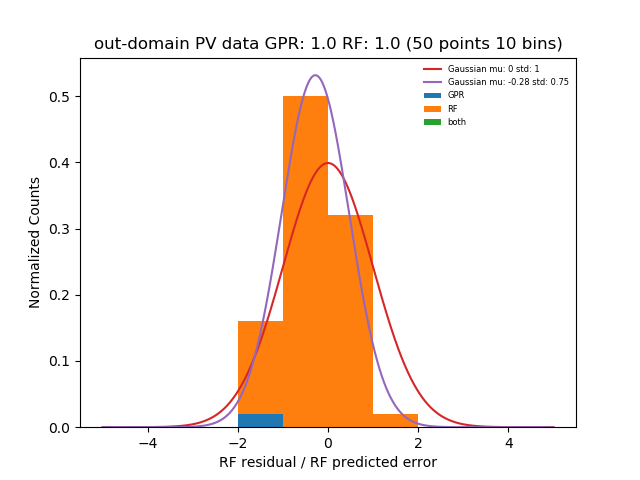 out-domain PV data GPR: 1.0 RF: 1.0 (50 points 10 bins)
Gaussian mu: 0 std: 1
Gaussian mu: -0.28 std: 0.75
GPR
RF
both
Normalized Counts
0.5
0.4
0.3
0.2
0.1
0.0
−4 −2 0 2 4
RF residual / RF predicted error